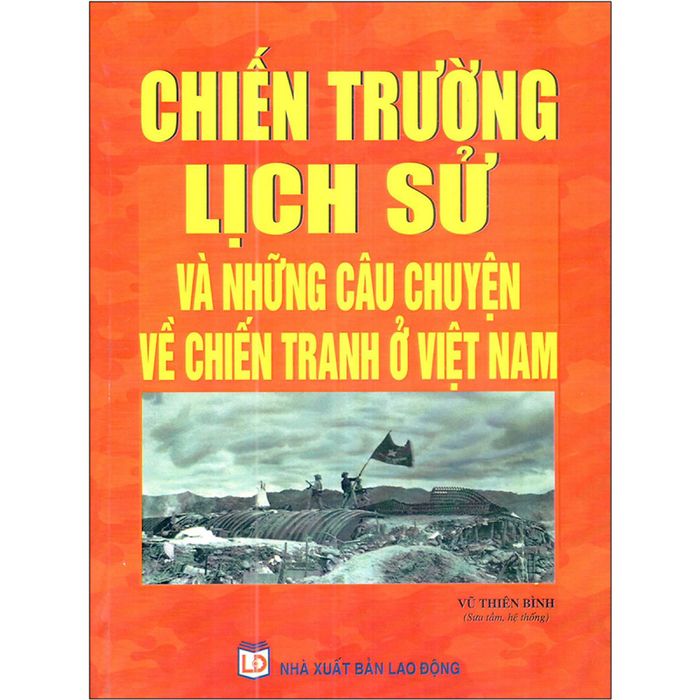 CHIẾN TRƯỜNG
LỊCH SỬ
VÀ NHỮNG CÂU CHUYỆN
VỀ CHIẾN TRANH Ở VIỆT NAM
VŨ THIÊN BÌNH
(Sưu tầm, hệ thống)
LĐ
NHÀ XUẤT BẢN LAO ĐỘNG